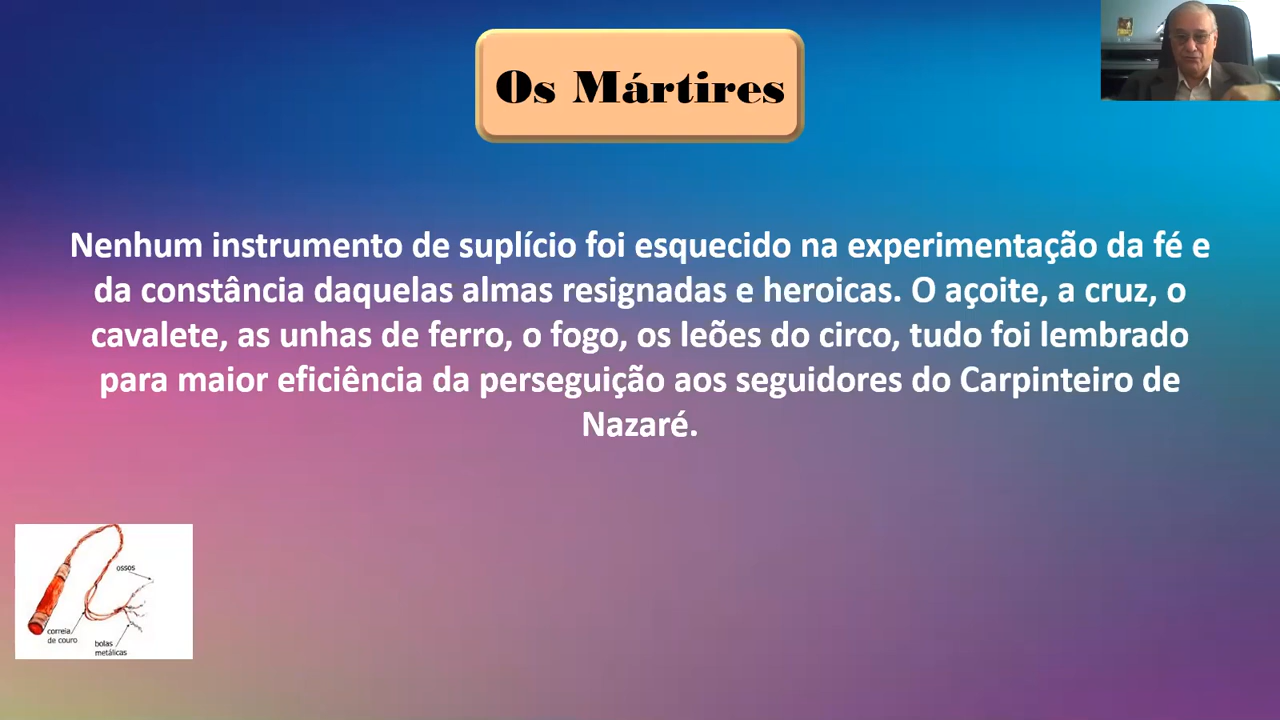 Os Mártires
Nenhum instrumento de suplício foi esquecido na experimentação da fé e
da constância daquelas almas resignadas e heroicas. O açoite, a cruz, o
cavalete, as unhas de ferro, o fogo, os leões do circo, tudo foi lembrado
para maior eficiência da perseguição aos seguidores do Carpinteiro de
Nazaré.
ossos
correia
de couro
bolas
metálicas